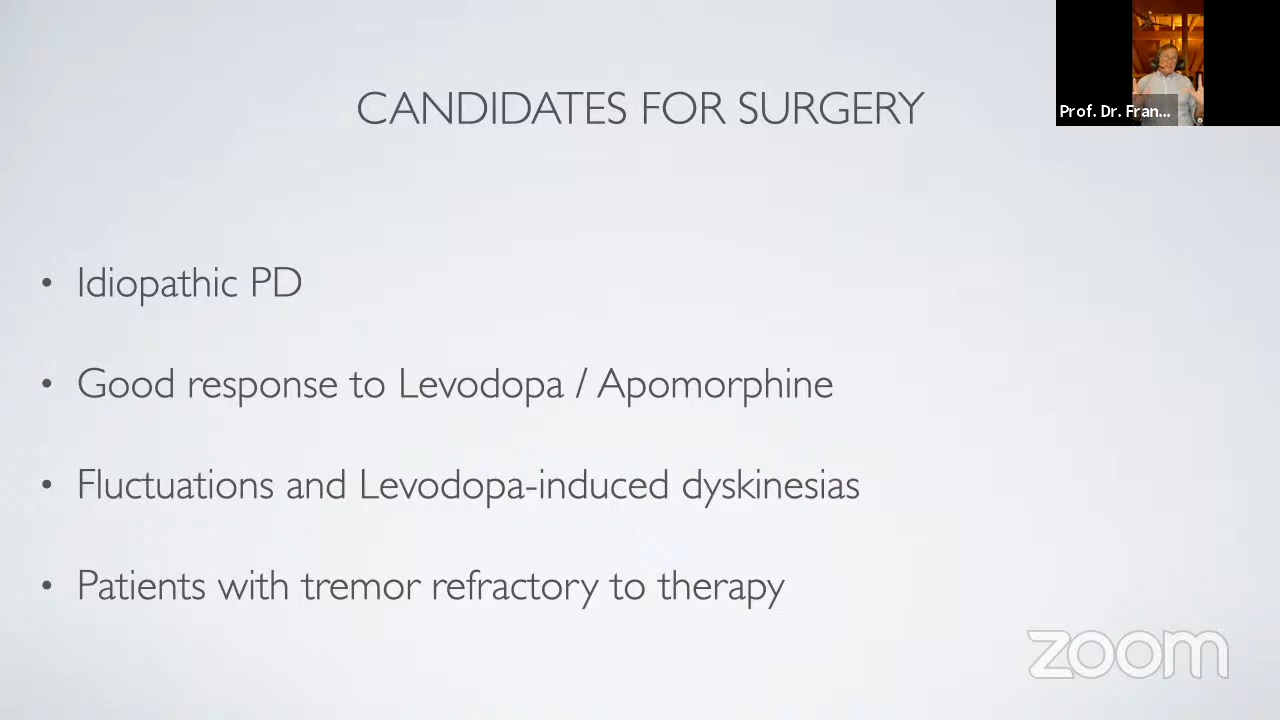 CANDIDATES FOR SURGERY
Prof. Dr. Fran...
• Idiopathic PD
• Good response to Levodopa / Apomorphine
• Fluctuations and Levodopa-induced dyskinesias
• Patients with tremor refractory to therapy
zoom